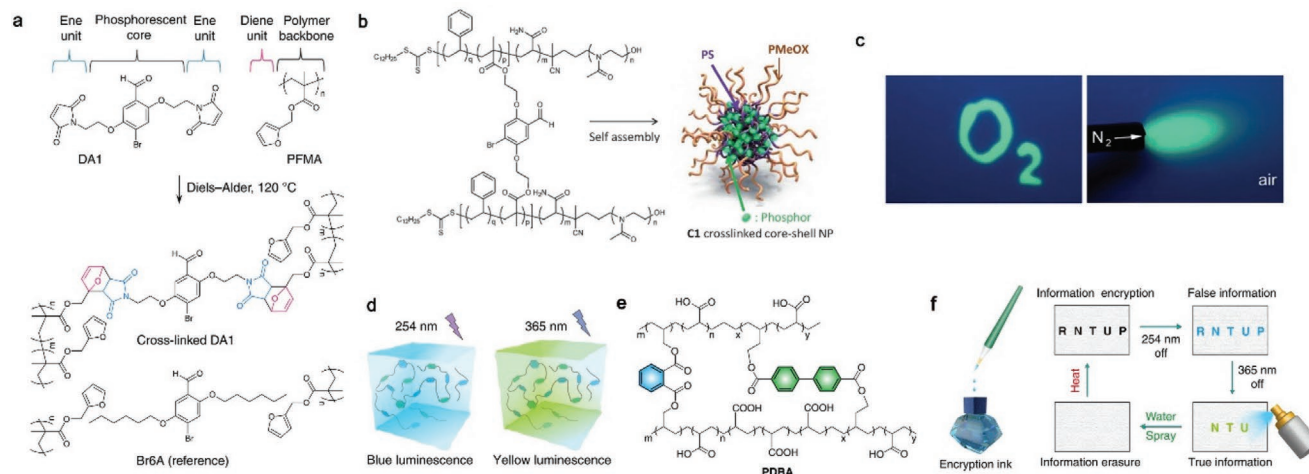 a
Ene unit
Phosphorescent core
Ene unit
Diene unit
Polymer backbone
DA1
PFMA
Diels–Alder, 120 °C
Cross-linked DA1
Br6A (reference)
b
Self assembly
PS
PMeOX
: Phosphor
C1 crosslinked core-shell NP
c
O2
N2
air
d
254 nm
365 nm
Blue luminescence
Yellow luminescence
e
PDBA
f
Encryption ink
Information encryption
R N T U P
254 nm off
False information
R N T U P
365 nm off
N T U
True information
Water Spray
Information erasure
Heat